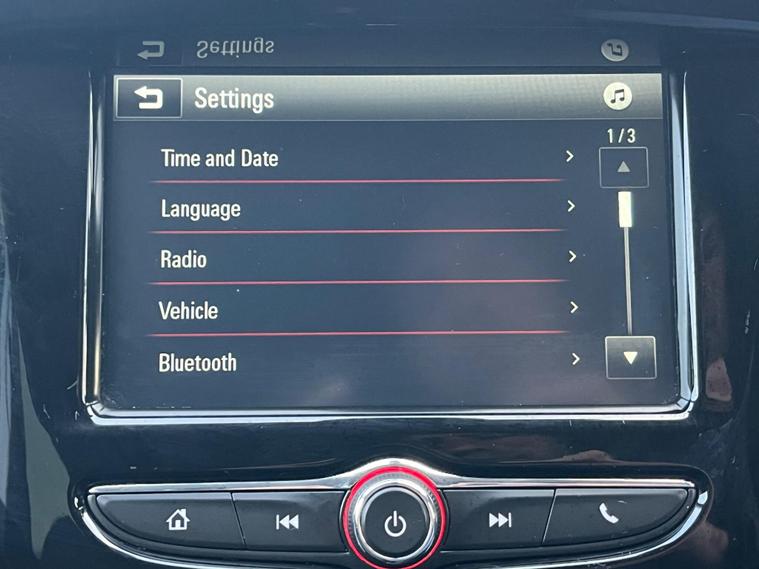 Settings
1/3
Time and Date
Language
Radio
Vehicle
Bluetooth